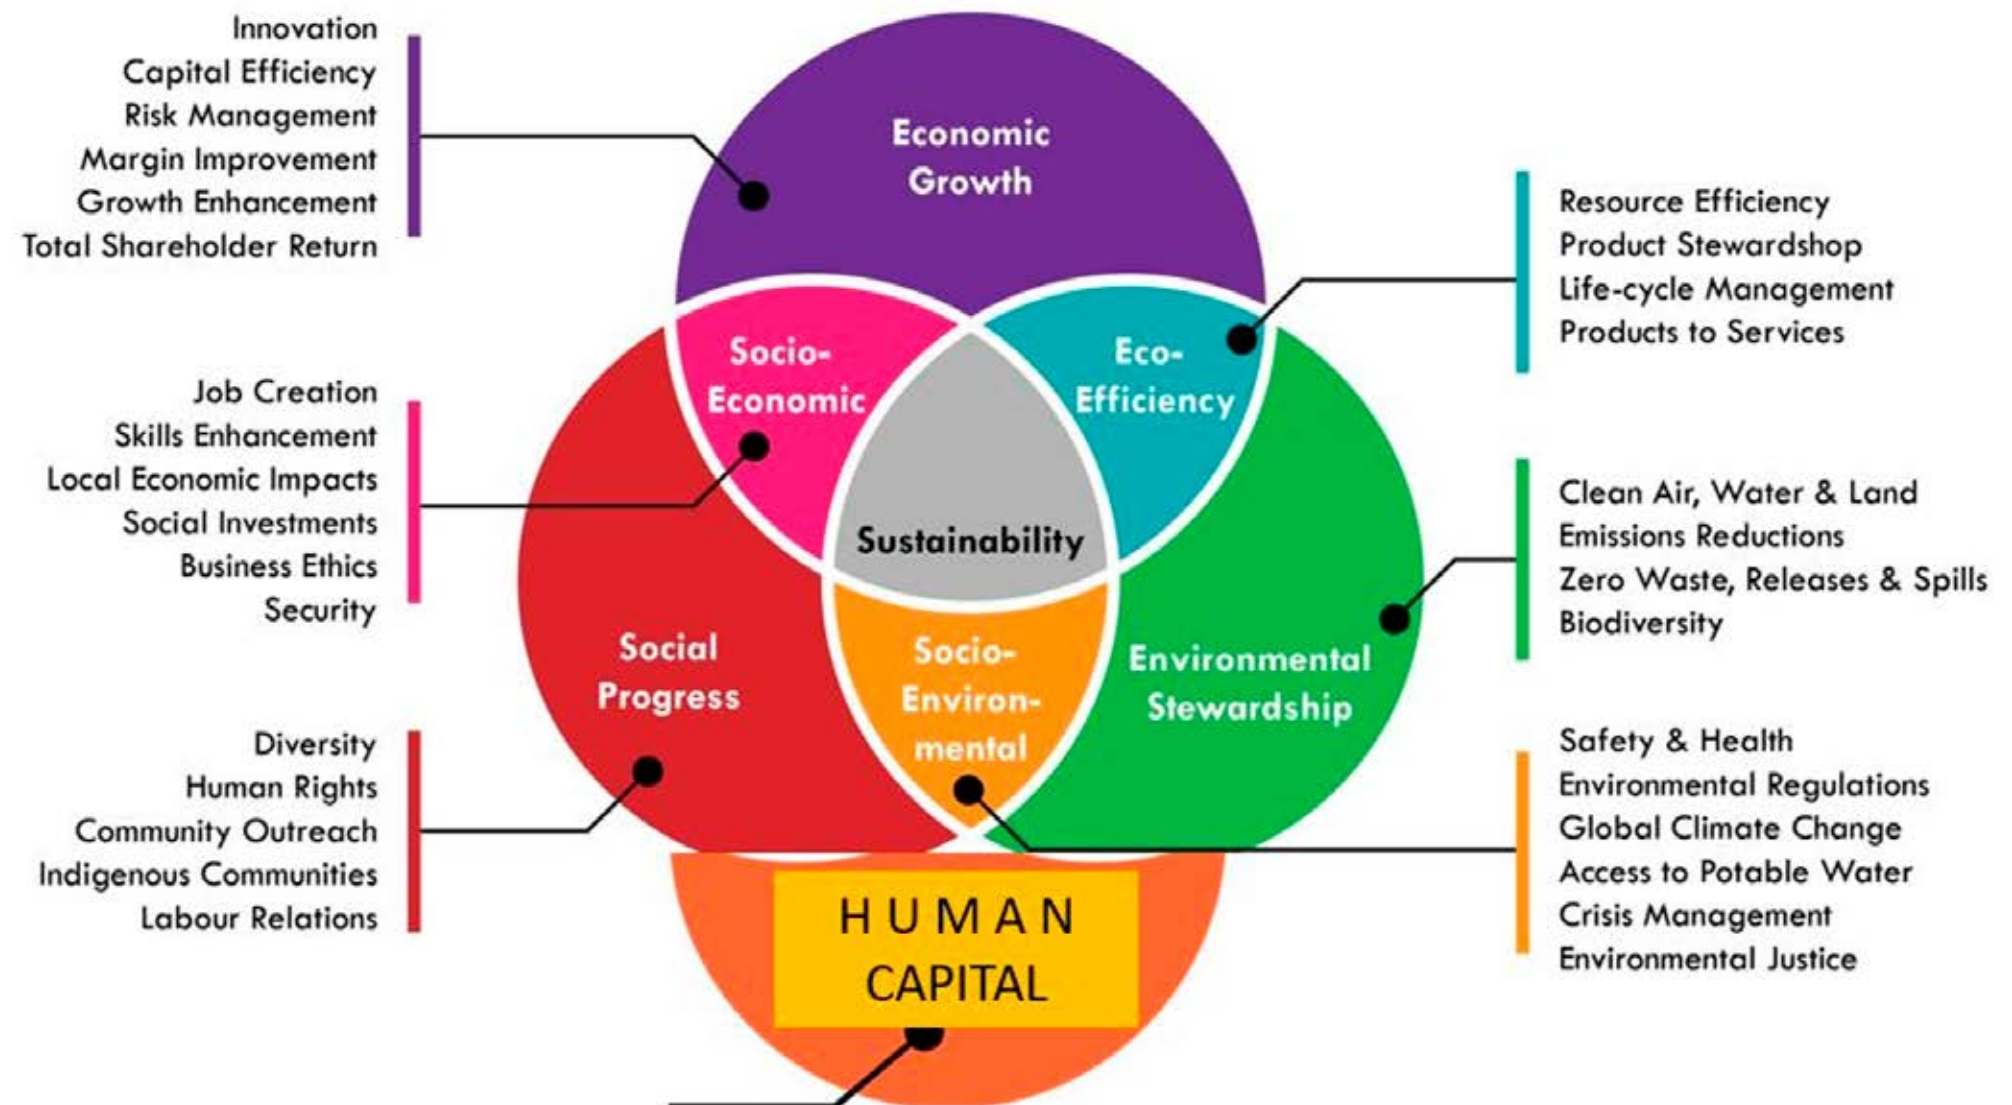 Innovation
Capital Efficiency
Risk Management
Margin Improvement
Growth Enhancement
Total Shareholder Return
Economic
Growth
Resource Efficiency
Product Stewardshop
Life-cycle Management
Products to Services
Socio-
Economic
Eco-
Efficiency
Job Creation
Skills Enhancement
Local Economic Impacts
Social Investments
Business Ethics
Security
Sustainability
Clean Air, Water & Land
Emissions Reductions
Zero Waste, Releases & Spills
Biodiversity
Social
Progress
Socio-
Environ-
mental
Environmental
Stewardship
Diversity
Human Rights
Community Outreach
Indigenous Communities
Labour Relations
Safety & Health
Environmental Regulations
Global Climate Change
Access to Potable Water
Crisis Management
Environmental Justice
H U M A N
CAPITAL